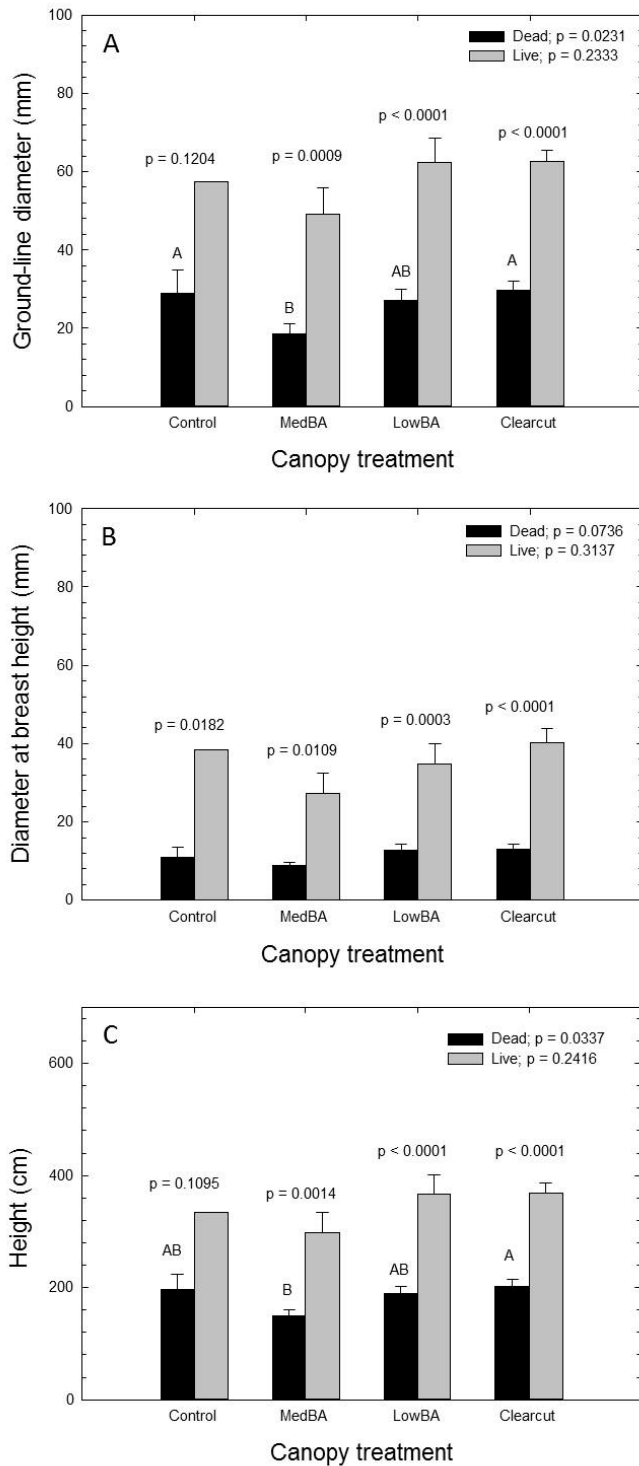 100
A
Dead; p = 0.0231
Live; p = 0.2333
80
p < 0.0001
p < 0.0001
p = 0.1204
p = 0.0009
60
40
A
B
AB
A
20
0
Ground-line diameter (mm)
Control
MedBA
LowBA
Clearcut
Canopy treatment
100
B
Dead; p = 0.0736
Live; p = 0.3137
80
60
p = 0.0182
p = 0.0109
p = 0.0003
p < 0.0001
40
20
0
Diameter at breast height (mm)
Control
MedBA
LowBA
Clearcut
Canopy treatment
C
Dead; p = 0.0337
Live; p = 0.2416
600
p < 0.0001
p < 0.0001
400
p = 0.1095
p = 0.0014
AB
B
AB
A
200
0
Height (cm)
Control
MedBA
LowBA
Clearcut
Canopy treatment